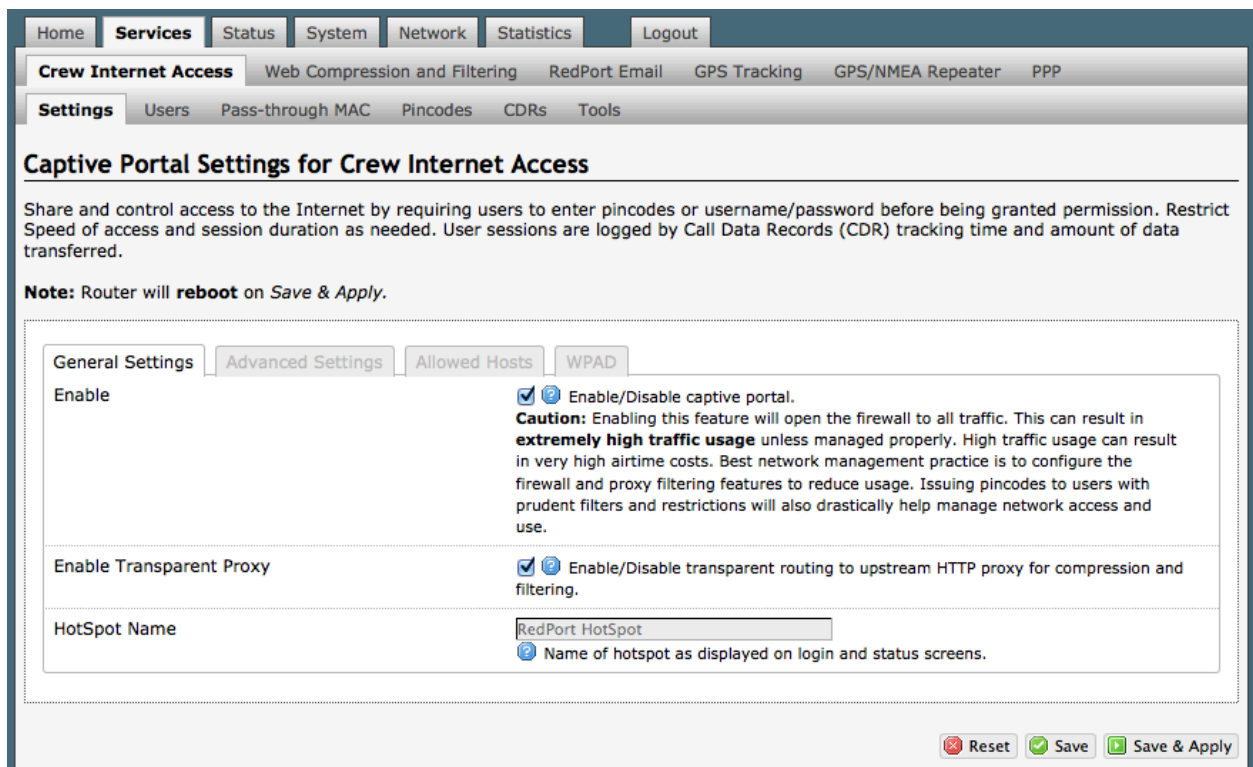 Home Services Status System Network Statistics Logout
Crew Internet Access Web Compression and Filtering RedPort Email GPS Tracking GPS/NMEA Repeater PPP
Settings Users Pass-through MAC Pincodes CDRs Tools
Captive Portal Settings for Crew Internet Access
Share and control access to the Internet by requiring users to enter pincodes or username/password before being granted permission. Restrict
Speed of access and session duration as needed. User sessions are logged by Call Data Records (CDR) tracking time and amount of data
transferred.
Note: Router will reboot on Save & Apply.
General Settings Advanced Settings Allowed Hosts WPAD
Enable
? Enable/Disable captive portal.
Caution: Enabling this feature will open the firewall to all traffic. This can result in
extremely high traffic usage unless managed properly. High traffic usage can result
in very high airtime costs. Best network management practice is to configure the
firewall and proxy filtering features to reduce usage. Issuing pincodes to users with
prudent filters and restrictions will also drastically help manage network access and
use.
Enable Transparent Proxy
? Enable/Disable transparent routing to upstream HTTP proxy for compression and
filtering.
HotSpot Name
RedPort HotSpot
? Name of hotspot as displayed on login and status screens.
Reset Save Save & Apply